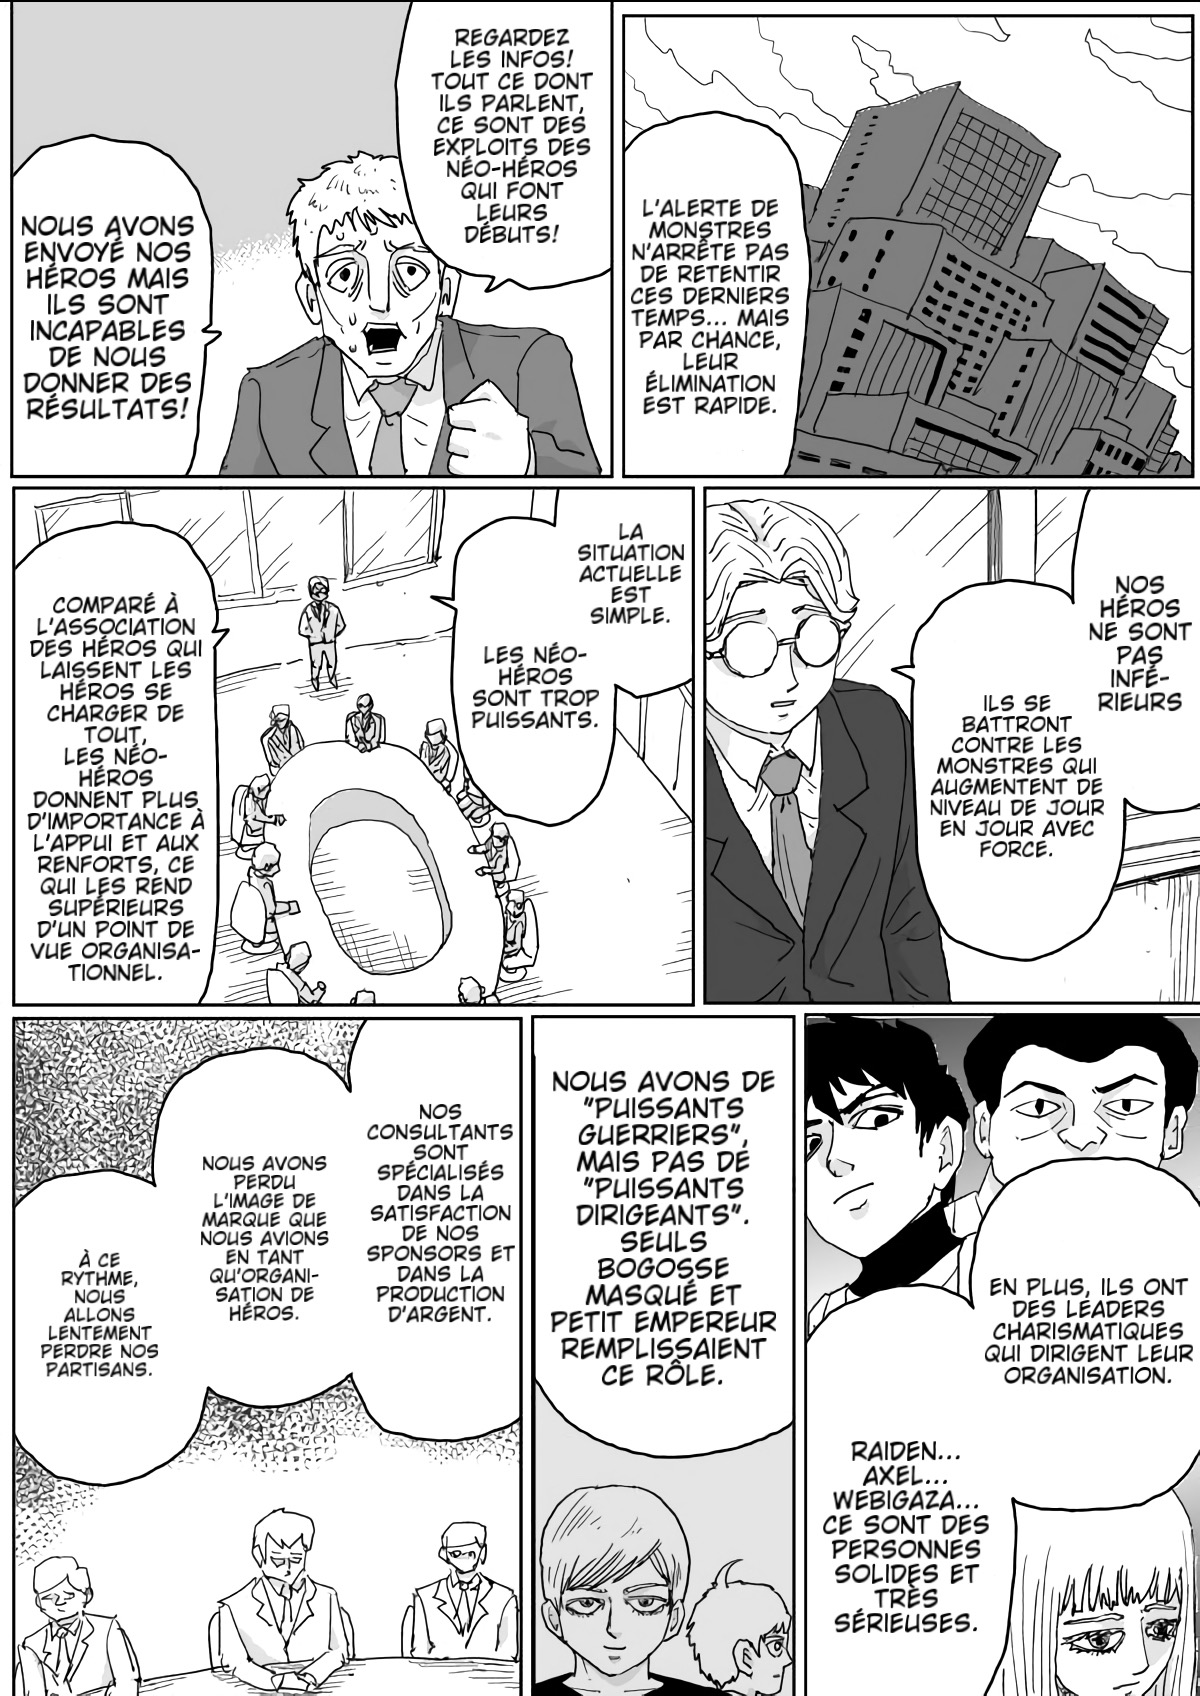 L'ALERTE DE
MONSTRES
N'ARRÊTE PAS
DE RETENTIR
CES DERNIERS
TEMPS... MAIS
PAR CHANCE,
LEUR
ÉLIMINATION
EST RAPIDE.
REGARDEZ
LES INFOS!
TOUT CE DONT
ILS PARLENT,
CE SONT DES
EXPLOITS DES
NÉO-HÉROS
QUI FONT
LEURS
DÉBUTS!
NOUS AVONS
ENVOYÉ NOS
HÉROS MAIS
ILS SONT
INCAPABLES
DE NOUS
DONNER DES
RÉSULTATS!
NOS
HÉROS
NE SONT
PAS
INFÉ-
RIEURS
ILS SE
BATTRONT
CONTRE LES
MONSTRES QUI
AUGMENTENT DE
NIVEAU DE JOUR
EN JOUR AVEC
FORCE.
LA
SITUATION
ACTUELLE
EST
SIMPLE.
LES NÉO-
HÉROS
SONT TROP
PUISSANTS.
COMPARÉ À
L'ASSOCIATION
DES HÉROS QUI
LAISSENT LES
HÉROS SE
CHARGER DE
TOUT,
LES NÉO-
HÉROS
DONNENT PLUS
D'IMPORTANCE À
L'APPUI ET AUX
RENFORTS, CE
QUI LES REND
SUPÉRIEURS
D'UN POINT DE
VUE ORGANISA-
TIONNEL.
EN PLUS, ILS ONT
DES LEADERS
CHARISMATIQUES
QUI DIRIGENT LEUR
ORGANISATION.
RAIDEN...
AXEL...
WEBIGAZA...
CE SONT DES
PERSONNES
SOLIDES ET
TRÈS
SÉRIEUSES.
NOUS AVONS DE
"PUISSANTS
GUERRIERS",
MAIS PAS DE
"PUISSANTS
DIRIGEANTS".
SEULS
BOGOSSE
MASQUÉ ET
PETIT EMPEREUR
REMPLISSAIENT
CE RÔLE.
NOS
CONSULTANTS
SONT
SPÉCIALISÉS
DANS LA
SATISFACTION
DE NOS
SPONSORS ET
DANS LA
PRODUCTION
D'ARGENT.
NOUS AVONS
PERDU
L'IMAGE DE
MARQUE QUE
NOUS AVIONS
EN TANT
QU'ORGANI-
SATION DE
HÉROS.
À CE
RYTHME,
NOUS
ALLONS
LENTEMENT
PERDRE NOS
PARTISANS.